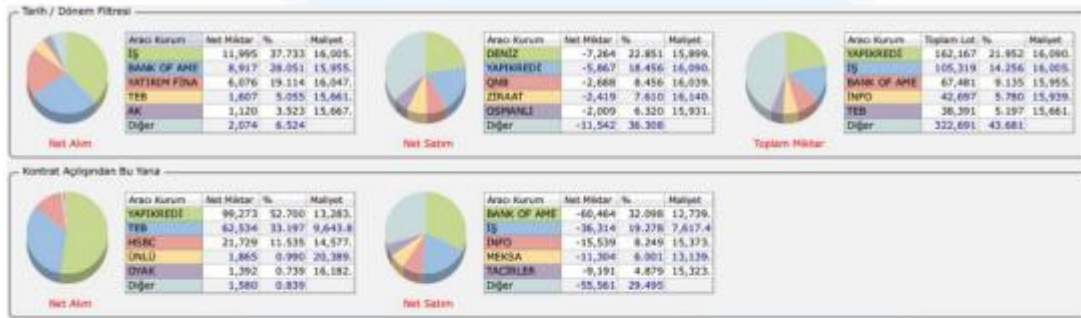 Tarih / Dönem Filtresi
Aracı Kurum Net Miktar % Maliyet
İŞ 11,995 37.733 16,005.
BANK OF AME 8,917 28.051 15,955.
YATIRIM FİNA 6,076 19.114 16,047.
TEB 1,607 5.055 15,661.
AK 1,120 3.523 15,667.
Diğer 2,074 6.524
Net Alım
Aracı Kurum Net Miktar % Maliyet
DENİZ -7,264 22.851 15,899.
YAPIKREDİ -5,867 18.456 16,090.
QNB -2,688 8.456 16,039.
ZİRAAT -2,419 7.610 16,140.
OSMANLI -2,009 6.320 15,931.
Diğer -11,542 36.308
Net Satım
Aracı Kurum Toplam Lot % Maliyet
YAPIKREDİ 162,167 21.952 16,090.
İŞ 105,319 14.256 16,005.
BANK OF AME 67,481 9.135 15,955.
İNFO 42,697 5.780 15,939.
TEB 38,391 5.197 15,661.
Diğer 322,691 43.681
Toplam Miktar
Kontrat Açılışından Bu Yana
Aracı Kurum Net Miktar % Maliyet
YAPIKREDİ 99,273 52.700 13,283.
TEB 62,534 33.197 9,643.8
HSBC 21,729 11.535 14,577.
ÜNLÜ 1,865 0.990 20,389.
OYAK 1,392 0.739 16,182.
Diğer 1,580 0.839
Net Alım
Aracı Kurum Net Miktar % Maliyet
BANK OF AME -60,464 32.098 12,739.
İŞ -36,314 19.278 7,617.4
İNFO -15,539 8.249 15,373.
MEKSA -11,304 6.001 13,139.
TACİRLER -9,191 4.879 15,323.
Diğer -55,561 29.495
Net Satım